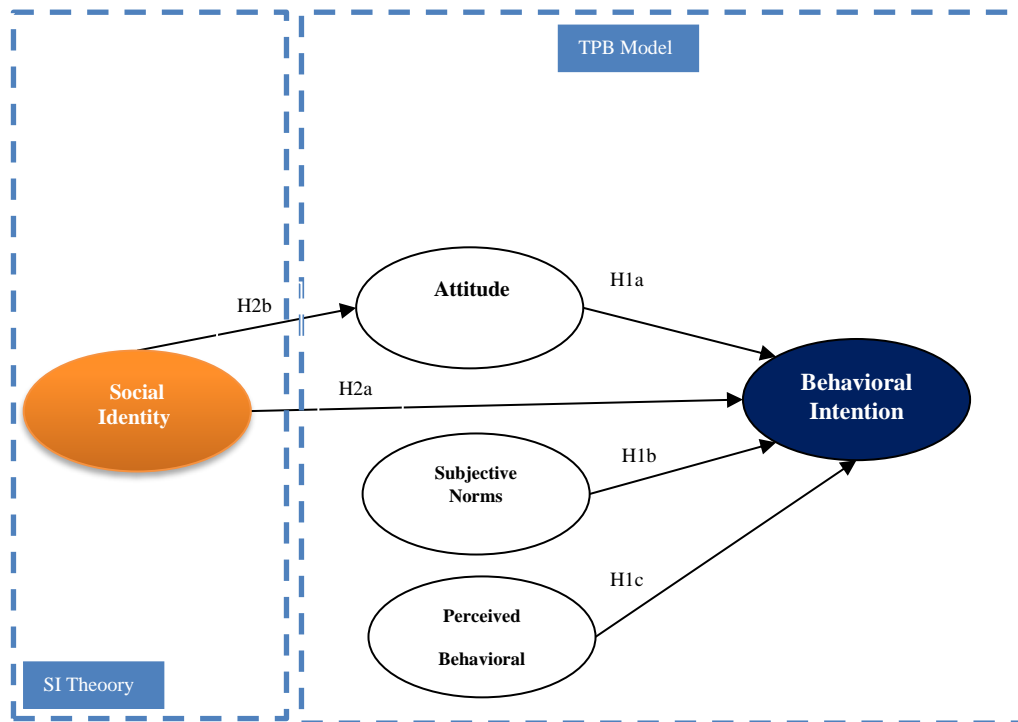 TPB Model
Attitude
H1a
H2b
Social
Identity
H2a
Behavioral
Intention
Subjective
Norms
H1b
H1c
Perceived
Behavioral
SI Theoory